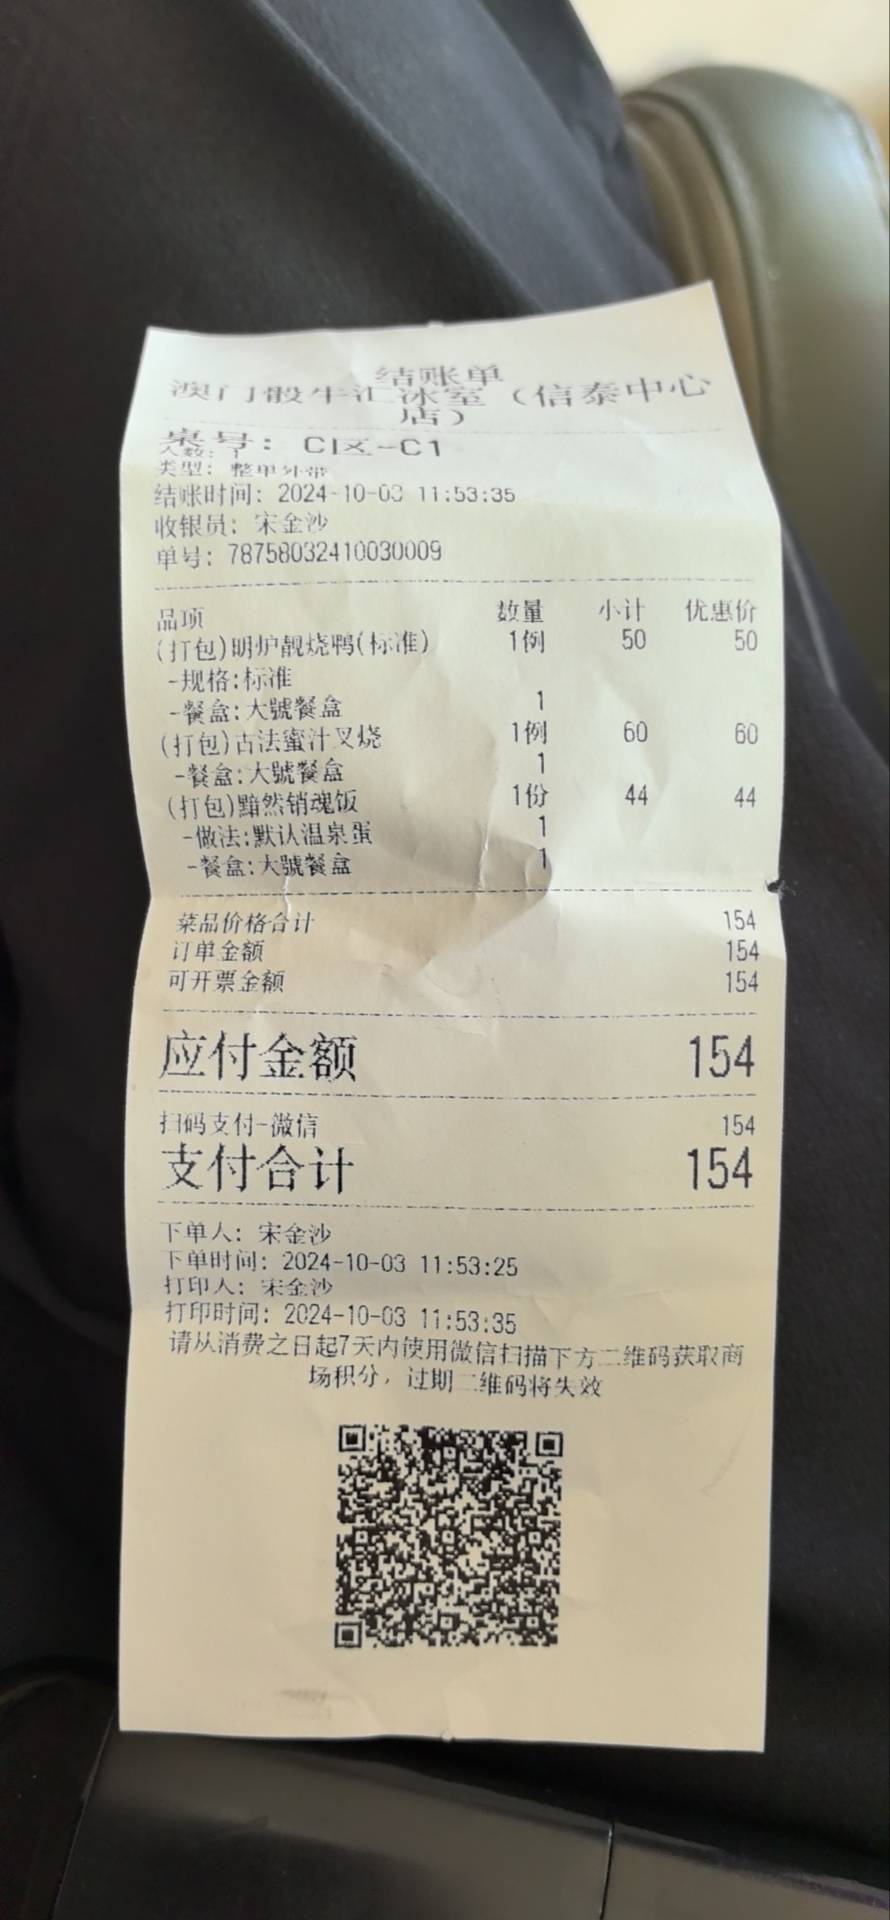 结账单
澳门骰牛汇冰室（信泰中心
店）
桌号: C区-C1
人数: 1
类型: 整单外带
结账时间: 2024-10-03 11:53:35
收银员: 宋金沙
单号: 78758032410030009
品项 数量 小计 优惠价
(打包)明炉靓烧鸭(标准) 1例 50 50
-规格:标准
-餐盒:大號餐盒 1
(打包)古法蜜汁叉烧 1例 60 60
-餐盒:大號餐盒 1
(打包)黯然销魂饭 1份 44 44
-做法:默认温泉蛋 1
-餐盒:大號餐盒 1
菜品价格合计 154
订单金额 154
可开票金额 154
应付金额 154
扫码支付-微信 154
支付合计 154
下单人: 宋金沙
下单时间: 2024-10-03 11:53:25
打印人: 宋金沙
打印时间: 2024-10-03 11:53:35
请从消费之日起7天内使用微信扫描下方二维码获取商
场积分，过期二维码将失效